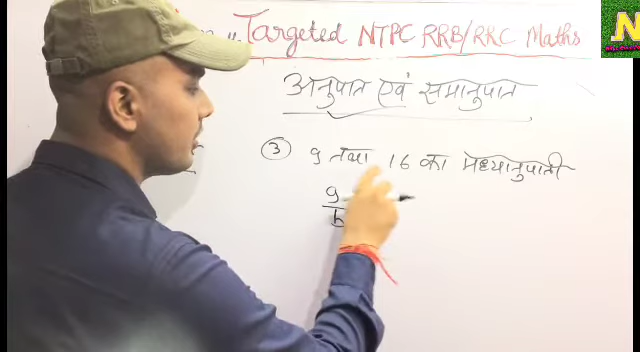 Targeted NTPC RRB/RRC Maths
अनुपात एवं समानुपात
③ 9 तथा 16 का मध्यानुपाती
9
b
N